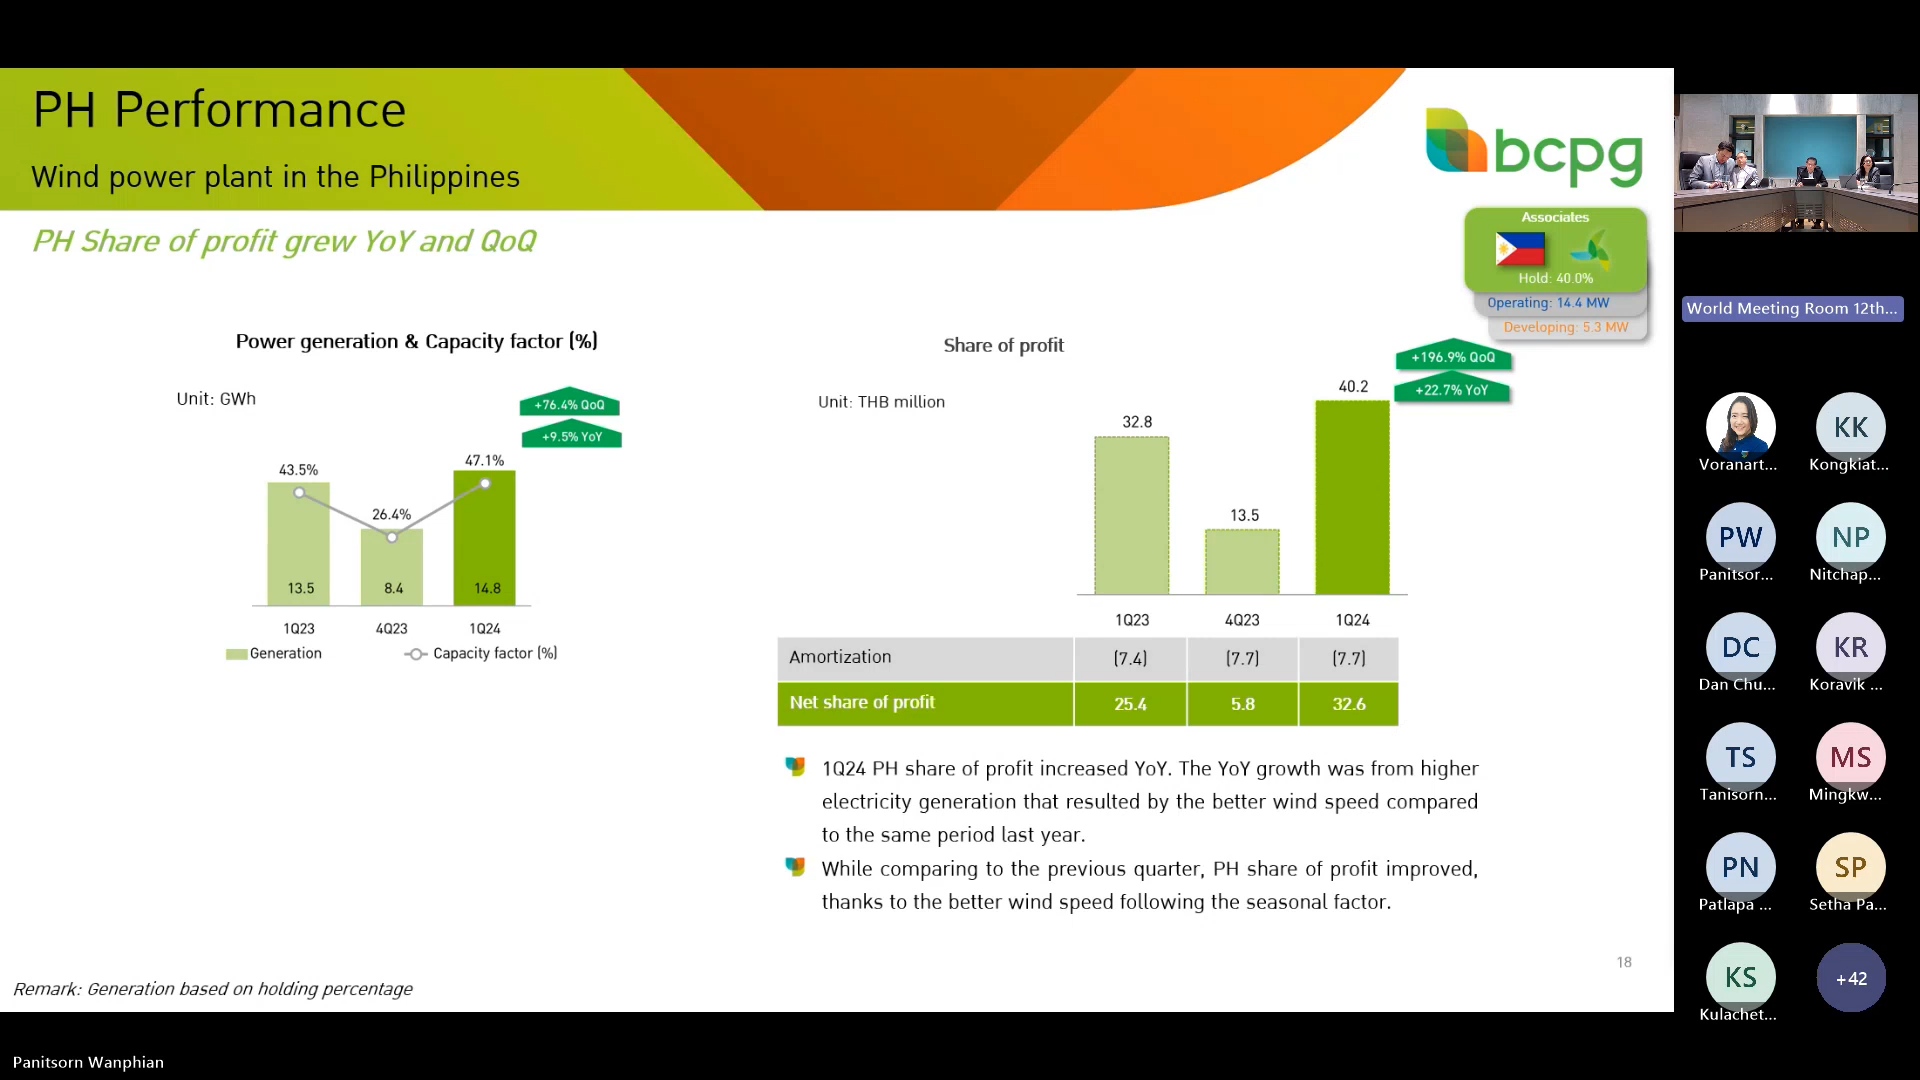 PH Performance
Wind power plant in the Philippines
bcpg
PH Share of profit grew YoY and QoQ
Associates
Hold: 40.0%
Operating: 14.4 MW
Developing: 5.3 MW
Power generation & Capacity factor (%)
Unit: GWh
+76.4% QoQ
+9.5% YoY
43.5%
26.4%
47.1%
13.5
8.4
14.8
1Q23
4Q23
1Q24
Generation
Capacity factor (%)
Share of profit
Unit: THB million
+196.9% QoQ
+22.7% YoY
32.8
13.5
40.2
1Q23
4Q23
1Q24
Amortization (7.4) (7.7) (7.7)
Net share of profit 25.4 5.8 32.6
1Q24 PH share of profit increased YoY. The YoY growth was from higher
electricity generation that resulted by the better wind speed compared
to the same period last year.
While comparing to the previous quarter, PH share of profit improved,
thanks to the better wind speed following the seasonal factor.
18
Remark: Generation based on holding percentage
Panitsorn Wanphian
World Meeting Room 12th...
Voranart...
KK
Kongkiat...
PW
Panitsor...
NP
Nitchap...
DC
Dan Chu...
KR
Koravik ...
TS
Tanisorn...
MS
Mingkw...
PN
Patlapa ...
SP
Setha Pa...
KS
Kulachet...
+42